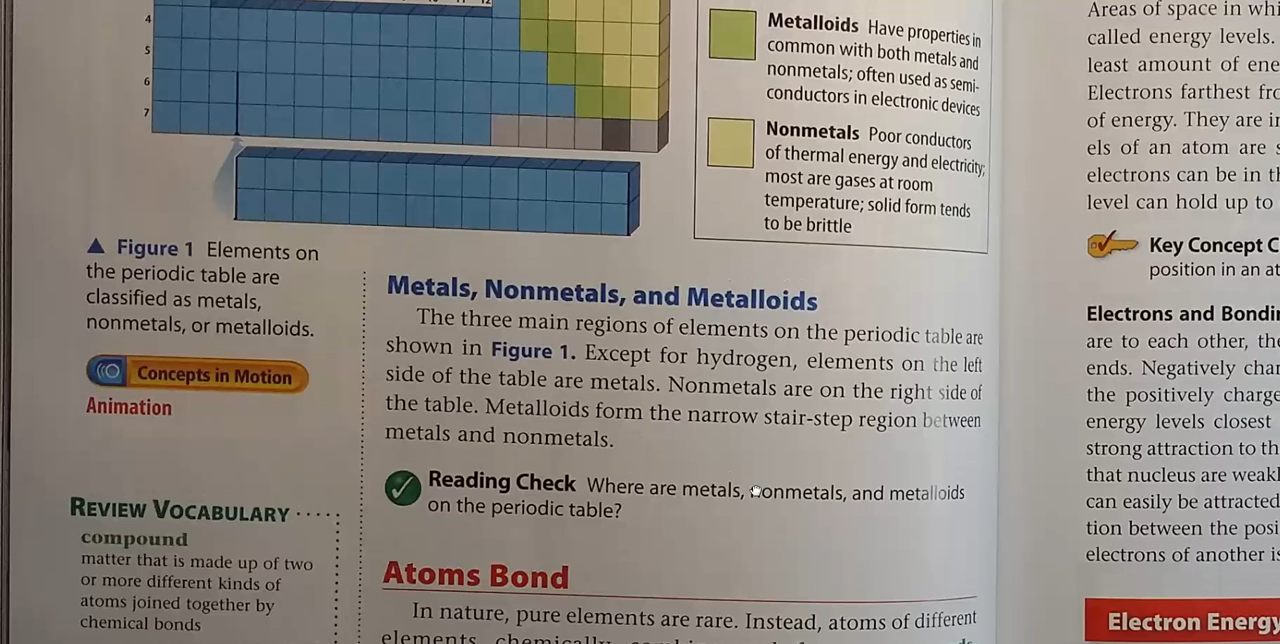 4
5
6
7
Metalloids Have properties in
common with both metals and
nonmetals; often used as semi-
conductors in electronic devices
Nonmetals Poor conductors
of thermal energy and electricity;
most are gases at room
temperature; solid form tends
to be brittle
▲ Figure 1 Elements on
the periodic table are
classified as metals,
nonmetals, or metalloids.
Concepts in Motion
Animation
REVIEW VOCABULARY
compound
matter that is made up of two
or more different kinds of
atoms joined together by
chemical bonds
Metals, Nonmetals, and Metalloids
The three main regions of elements on the periodic table are
shown in Figure 1. Except for hydrogen, elements on the left
side of the table are metals. Nonmetals are on the right side of
the table. Metalloids form the narrow stair-step region between
metals and nonmetals.
Reading Check Where are metals, nonmetals, and metalloids
on the periodic table?
Atoms Bond
In nature, pure elements are rare. Instead, atoms of different
elements chemically
Areas of space in whi
called energy levels.
least amount of ene
Electrons farthest fro
of energy. They are in
els of an atom are s
electrons can be in th
level can hold up to
Key Concept C
position in an at
Electrons and Bondin
are to each other, the
ends. Negatively char
the positively charge
energy levels closest
strong attraction to th
that nucleus are weakl
can easily be attracted
tion between the posi
electrons of another is
Electron Energy